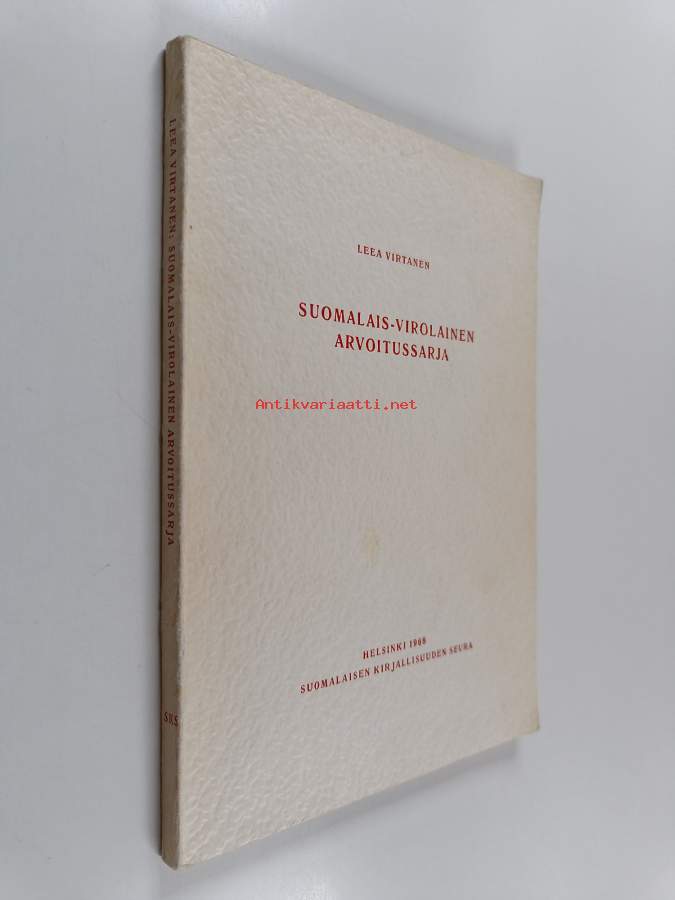 LEEA VIRTANEN: SUOMALAIS-VIROLAINEN ARVOITUSSARJA
SKS
LEEA VIRTANEN
SUOMALAIS-VIROLAINEN
ARVOITUSSARJA
Antikvariaatti.net
HELSINKI 1968
SUOMALAISEN KIRJALLISUUDEN SEURA